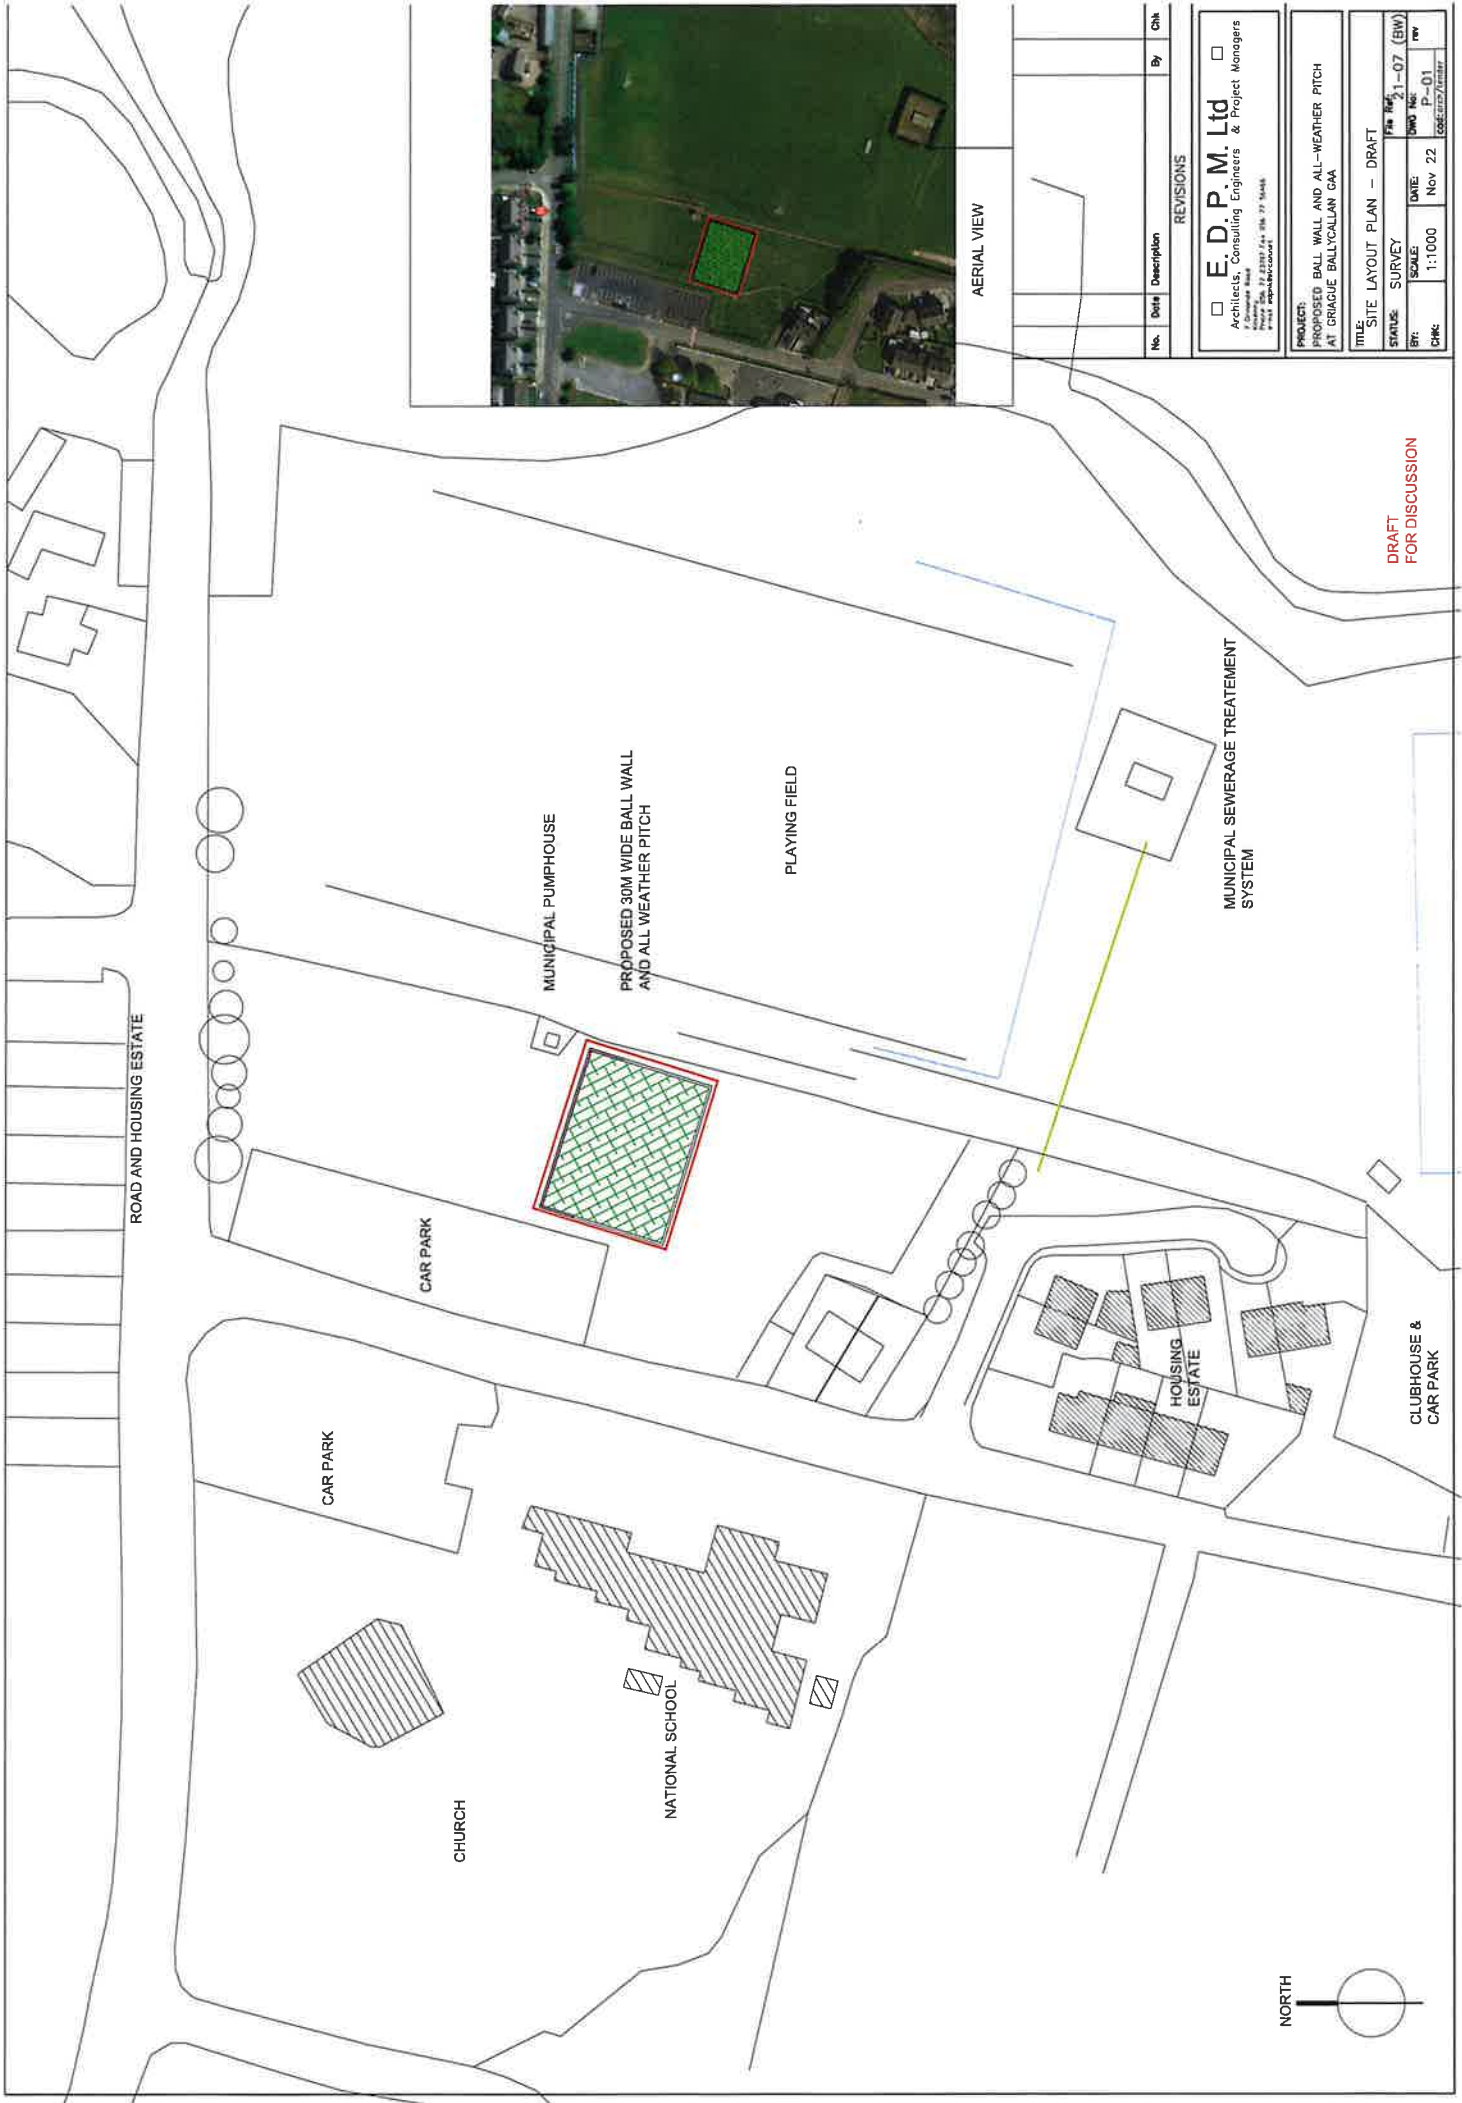 ROAD AND HOUSING ESTATE
CAR PARK
CAR PARK
CHURCH
NATIONAL SCHOOL
MUNICIPAL PUMPHOUSE
PROPOSED 30M WIDE BALL WALL
AND ALL WEATHER PITCH
PLAYING FIELD
MUNICIPAL SEWERAGE TREATEMENT
SYSTEM
HOUSING
ESTATE
CLUBHOUSE &
CAR PARK
NORTH
AERIAL VIEW
DRAFT
FOR DISCUSSION
No. Date Description By Chk
REVISIONS
E. D. P. M. Ltd
Architects, Consulting Engineers & Project Managers
PROJECT:
PROPOSED BALL WALL AND ALL-WEATHER PITCH
AT GRIAGUE BALLYCALLAN GAA
TITLE:
SITE LAYOUT PLAN - DRAFT
STATUS: SURVEY
File Ref: 21-07 (BW)
BY:
SCALE: 1:1000
DATE: Nov 22
DWG No: P-01
rev
CHK: